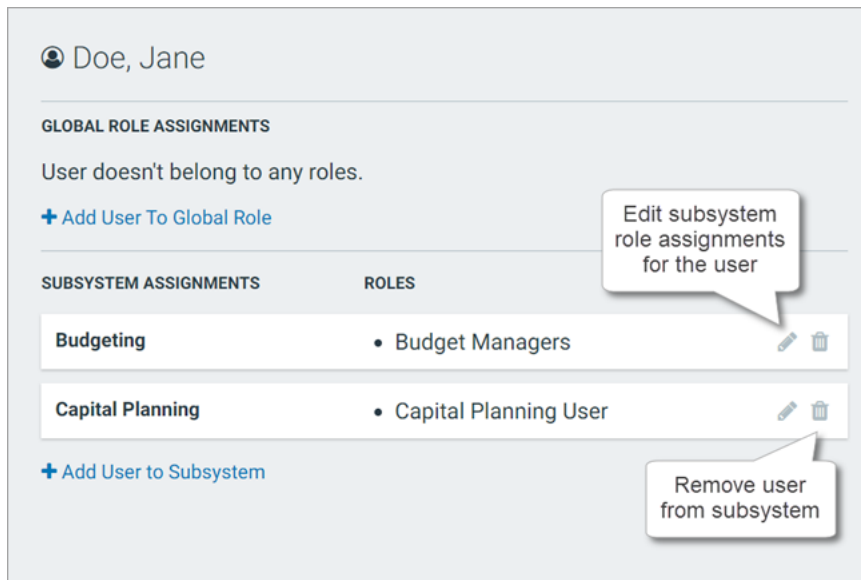 Doe, Jane
GLOBAL ROLE ASSIGNMENTS
User doesn't belong to any roles.
+ Add User To Global Role
Edit subsystem
role assignments
for the user
SUBSYSTEM ASSIGNMENTS ROLES
Budgeting • Budget Managers
Capital Planning • Capital Planning User
+ Add User to Subsystem
Remove user
from subsystem